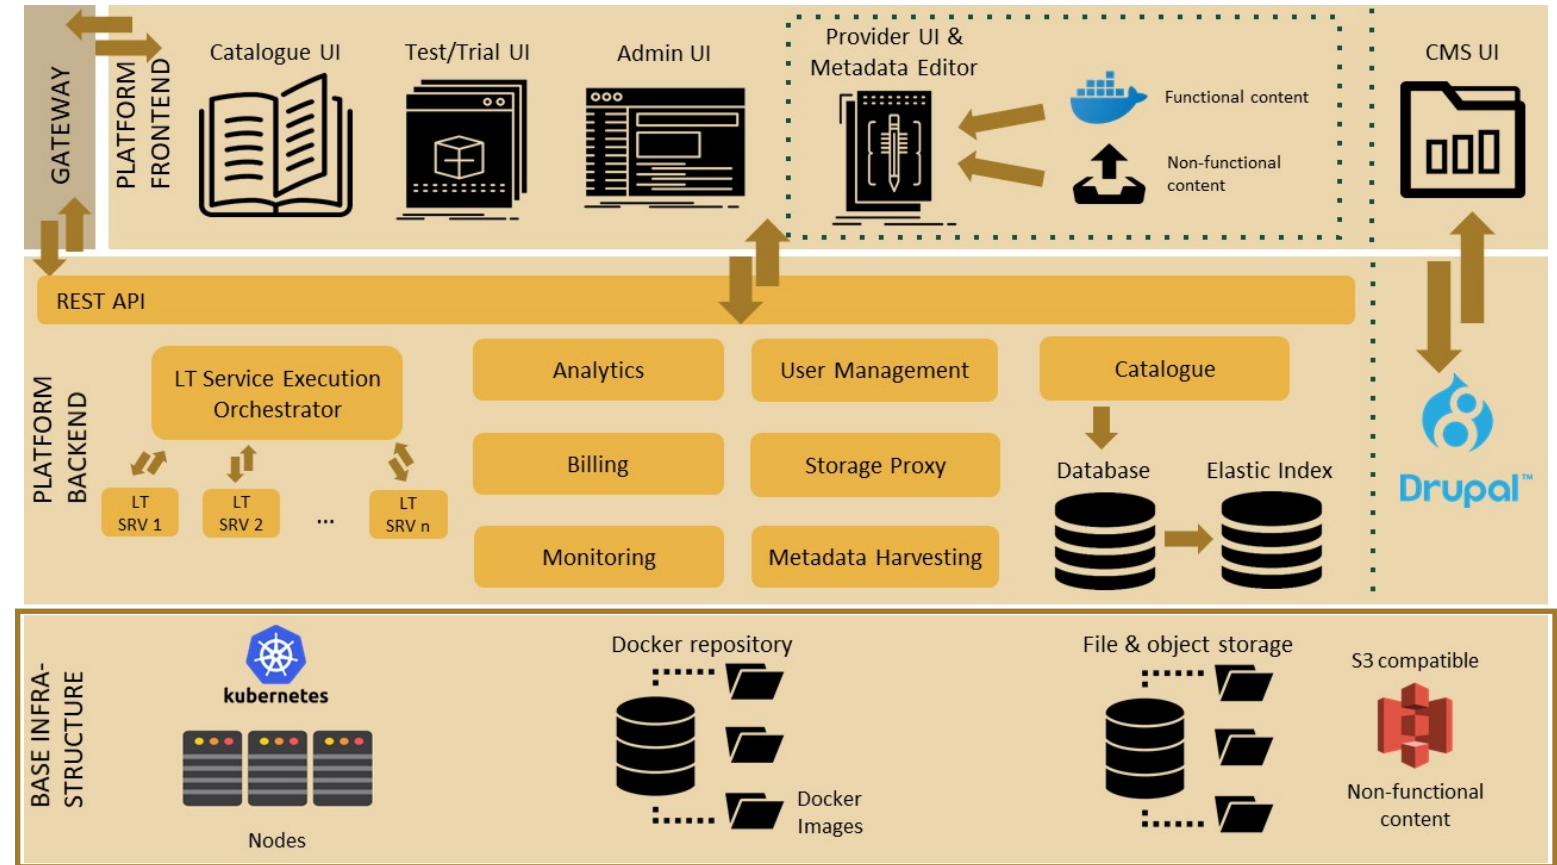 GATEWAY
PLATFORM
FRONTEND
Catalogue UI
Test/Trial UI
Admin UI
Provider UI &
Metadata Editor
Functional content
Non-functional
content
CMS UI
REST API
PLATFORM
BACKEND
LT Service Execution
Orchestrator
LT
SRV 1
LT
SRV 2
...
LT
SRV n
Analytics
User Management
Catalogue
Billing
Storage Proxy
Database
Elastic Index
Monitoring
Metadata Harvesting
Drupal™
BASE INFRA-
STRUCTURE
kubernetes
Nodes
Docker repository
Docker
Images
File & object storage
S3 compatible
Non-functional
content